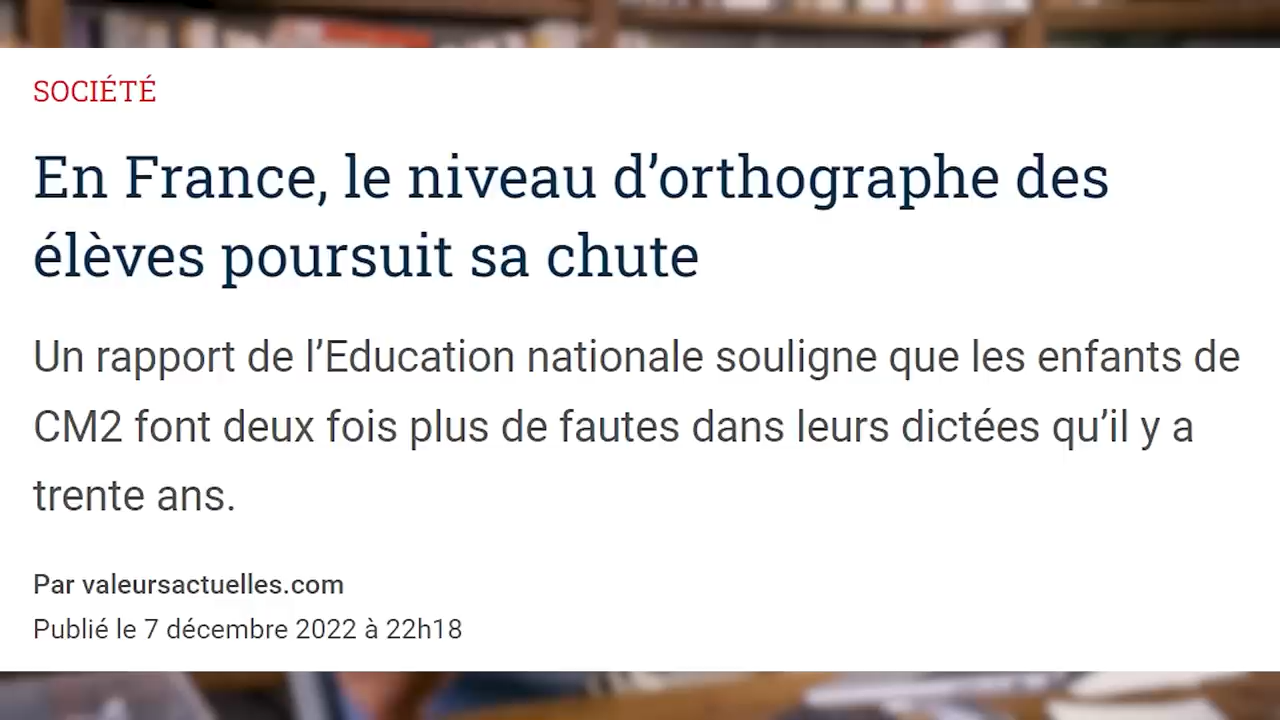 SOCIÉTÉ
En France, le niveau d’orthographe des
élèves poursuit sa chute
Un rapport de l’Education nationale souligne que les enfants de
CM2 font deux fois plus de fautes dans leurs dictées qu’il y a
trente ans.
Par valeursactuelles.com
Publié le 7 décembre 2022 à 22h18